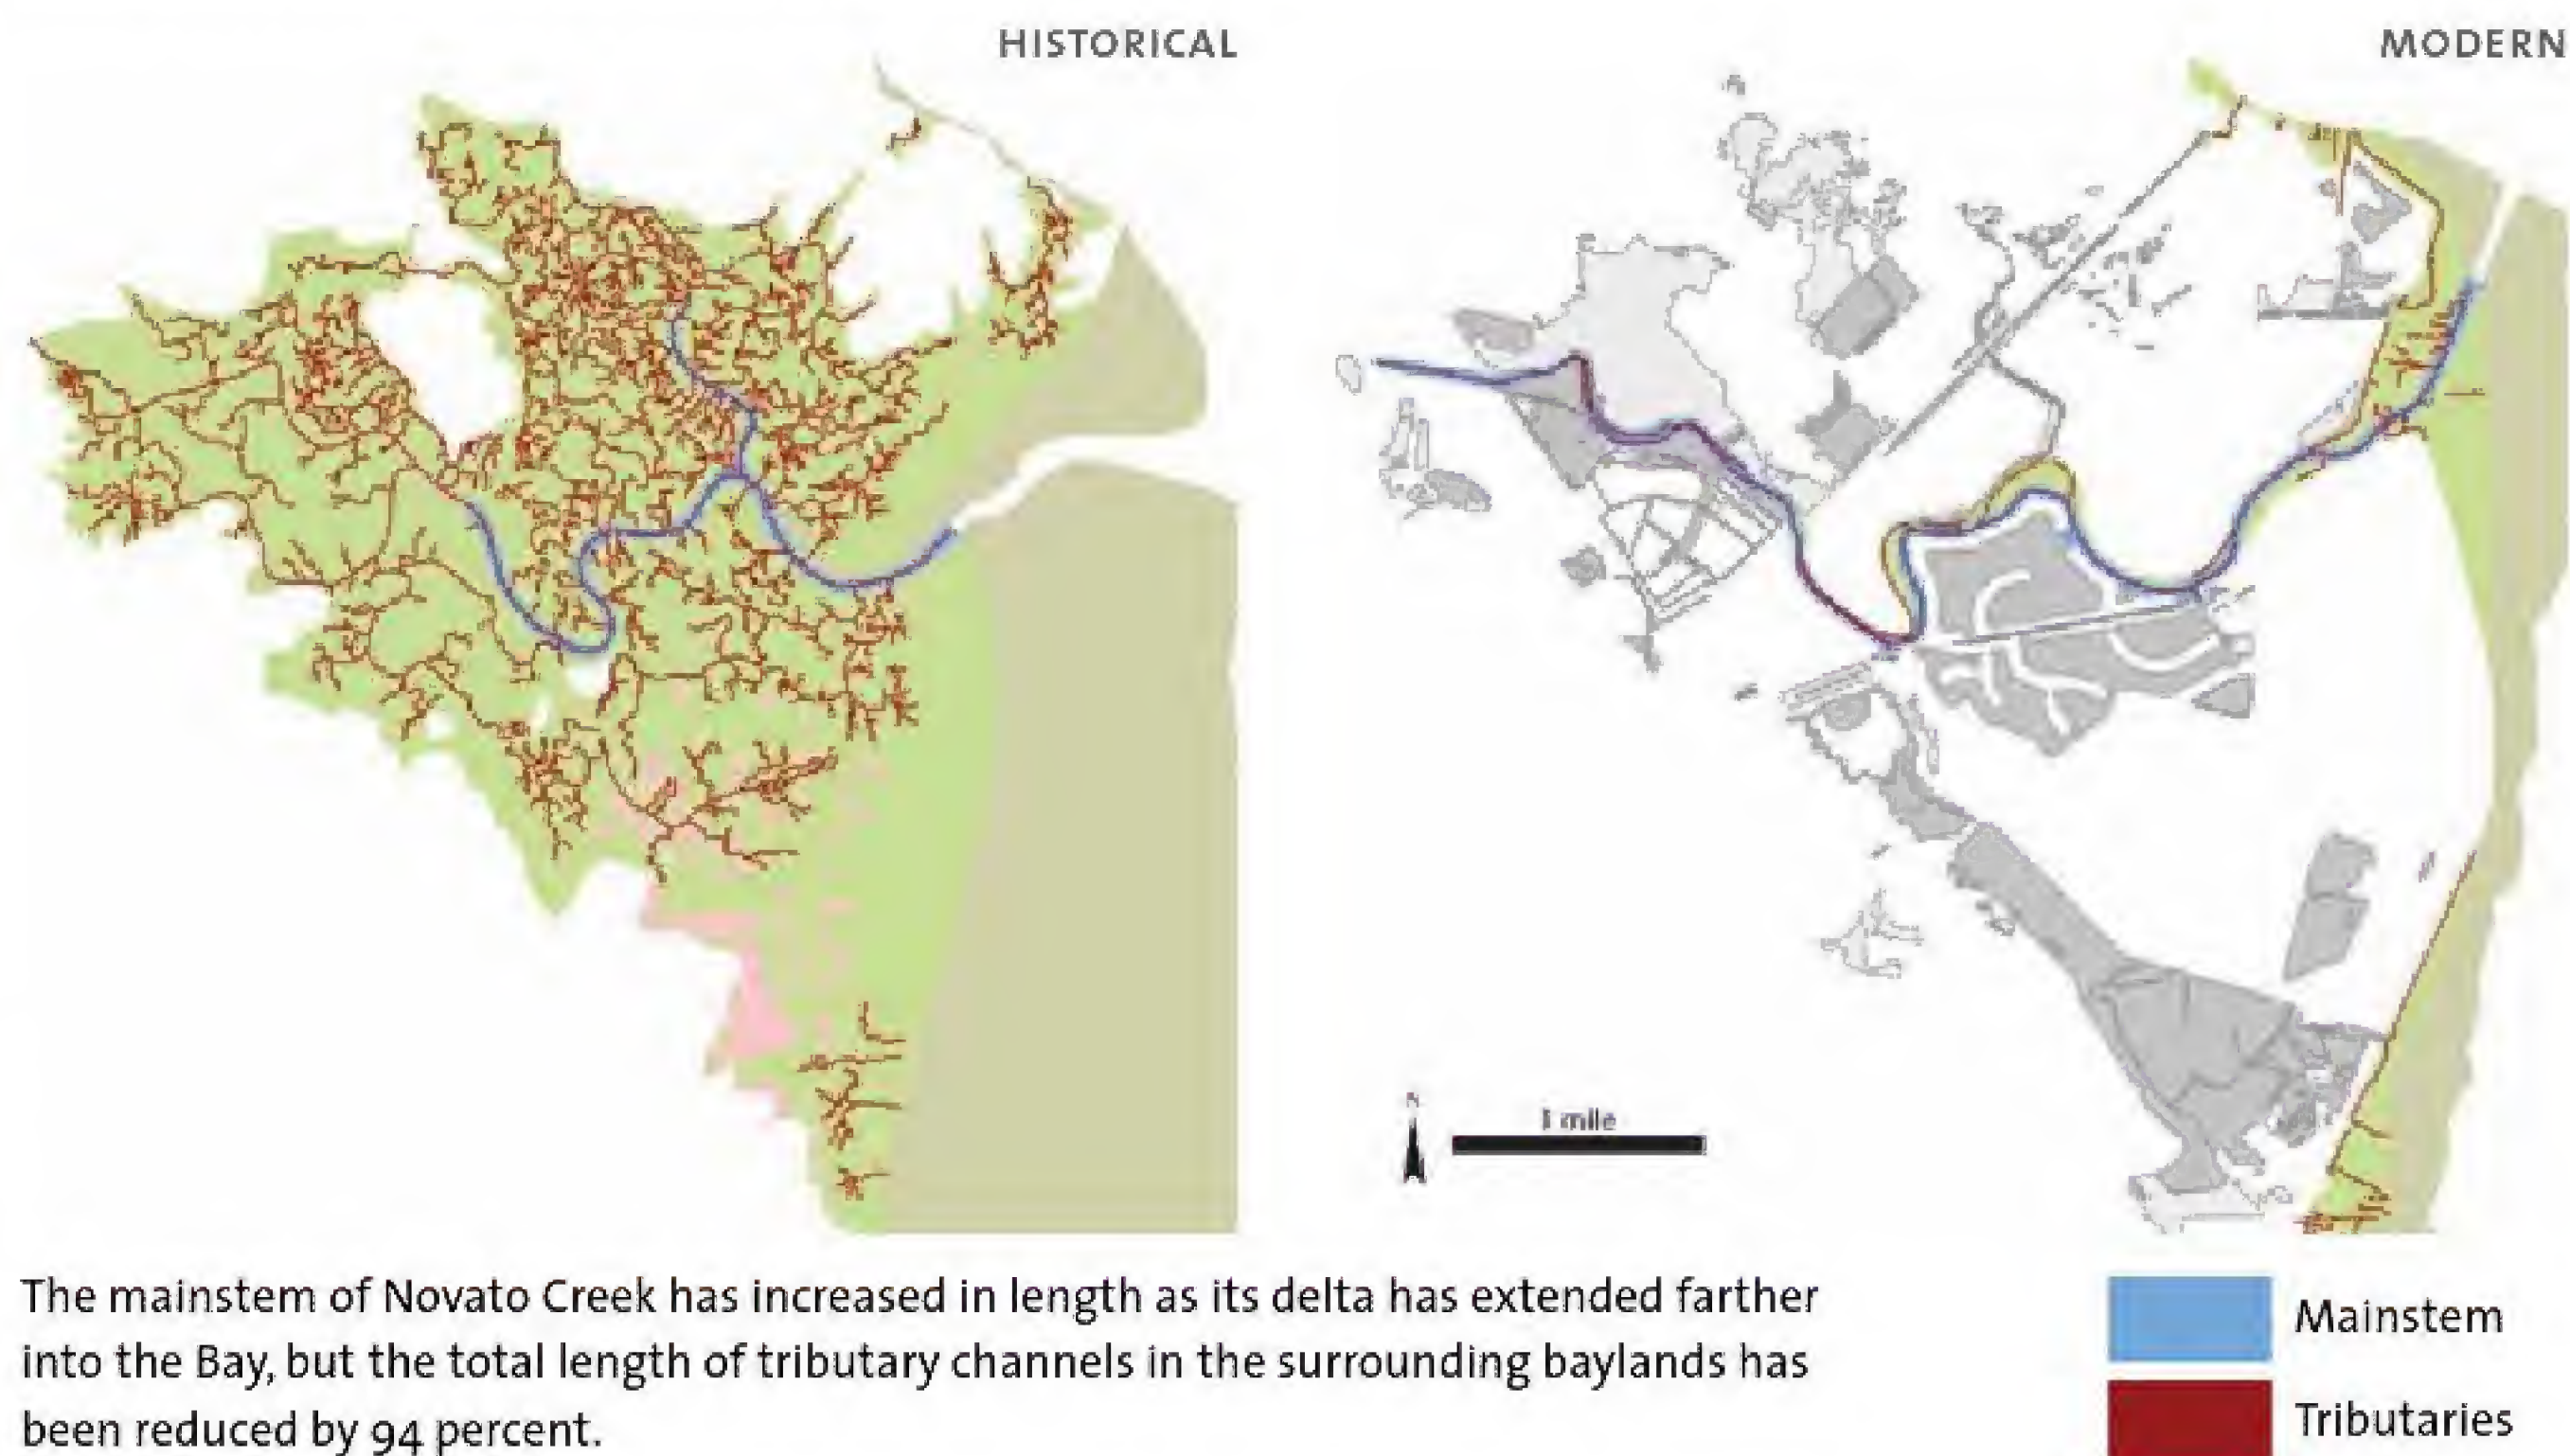 HISTORICAL
MODERN
N
1 mile
The mainstem of Novato Creek has increased in length as its delta has extended farther
into the Bay, but the total length of tributary channels in the surrounding baylands has
been reduced by 94 percent.
Mainstem
Tributaries